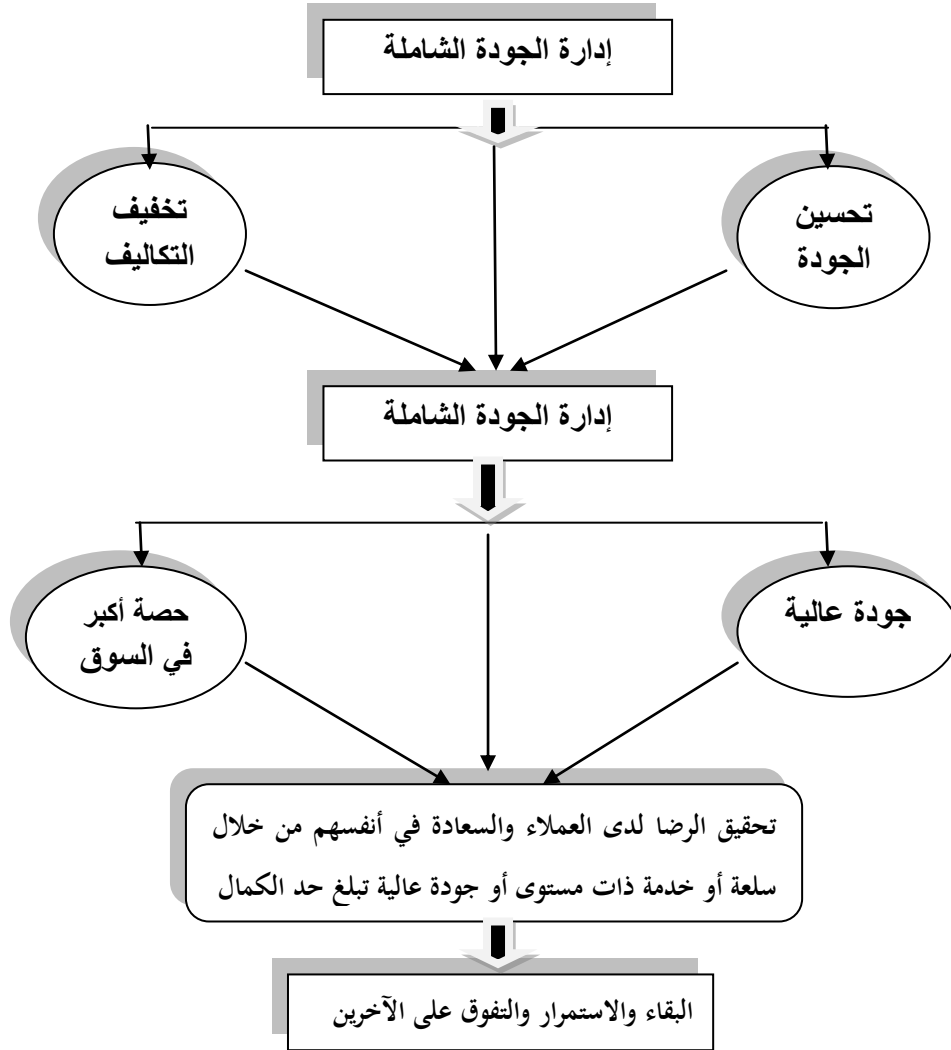 إدارة الجودة الشاملة
تحسين
الجودة
تخفيف
التكاليف
إدارة الجودة الشاملة
جودة عالية
حصة أكبر
في السوق
تحقيق الرضا لدى العملاء والسعادة في أنفسهم من خلال
سلعة أو خدمة ذات مستوى أو جودة عالية تبلغ حد الكمال
البقاء والاستمرار والتفوق على الآخرين